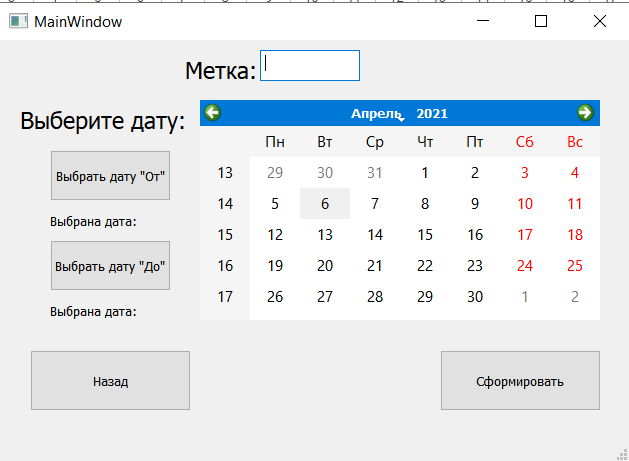 MainWindow
Метка:
Выберите дату:
Апрель 2021
Пн Вт Ср Чт Пт Сб Вс
13 29 30 31 1 2 3 4
14 5 6 7 8 9 10 11
15 12 13 14 15 16 17 18
16 19 20 21 22 23 24 25
17 26 27 28 29 30 1 2
Выбрать дату "От"
Выбрана дата:
Выбрать дату "До"
Выбрана дата:
Назад
Сформировать